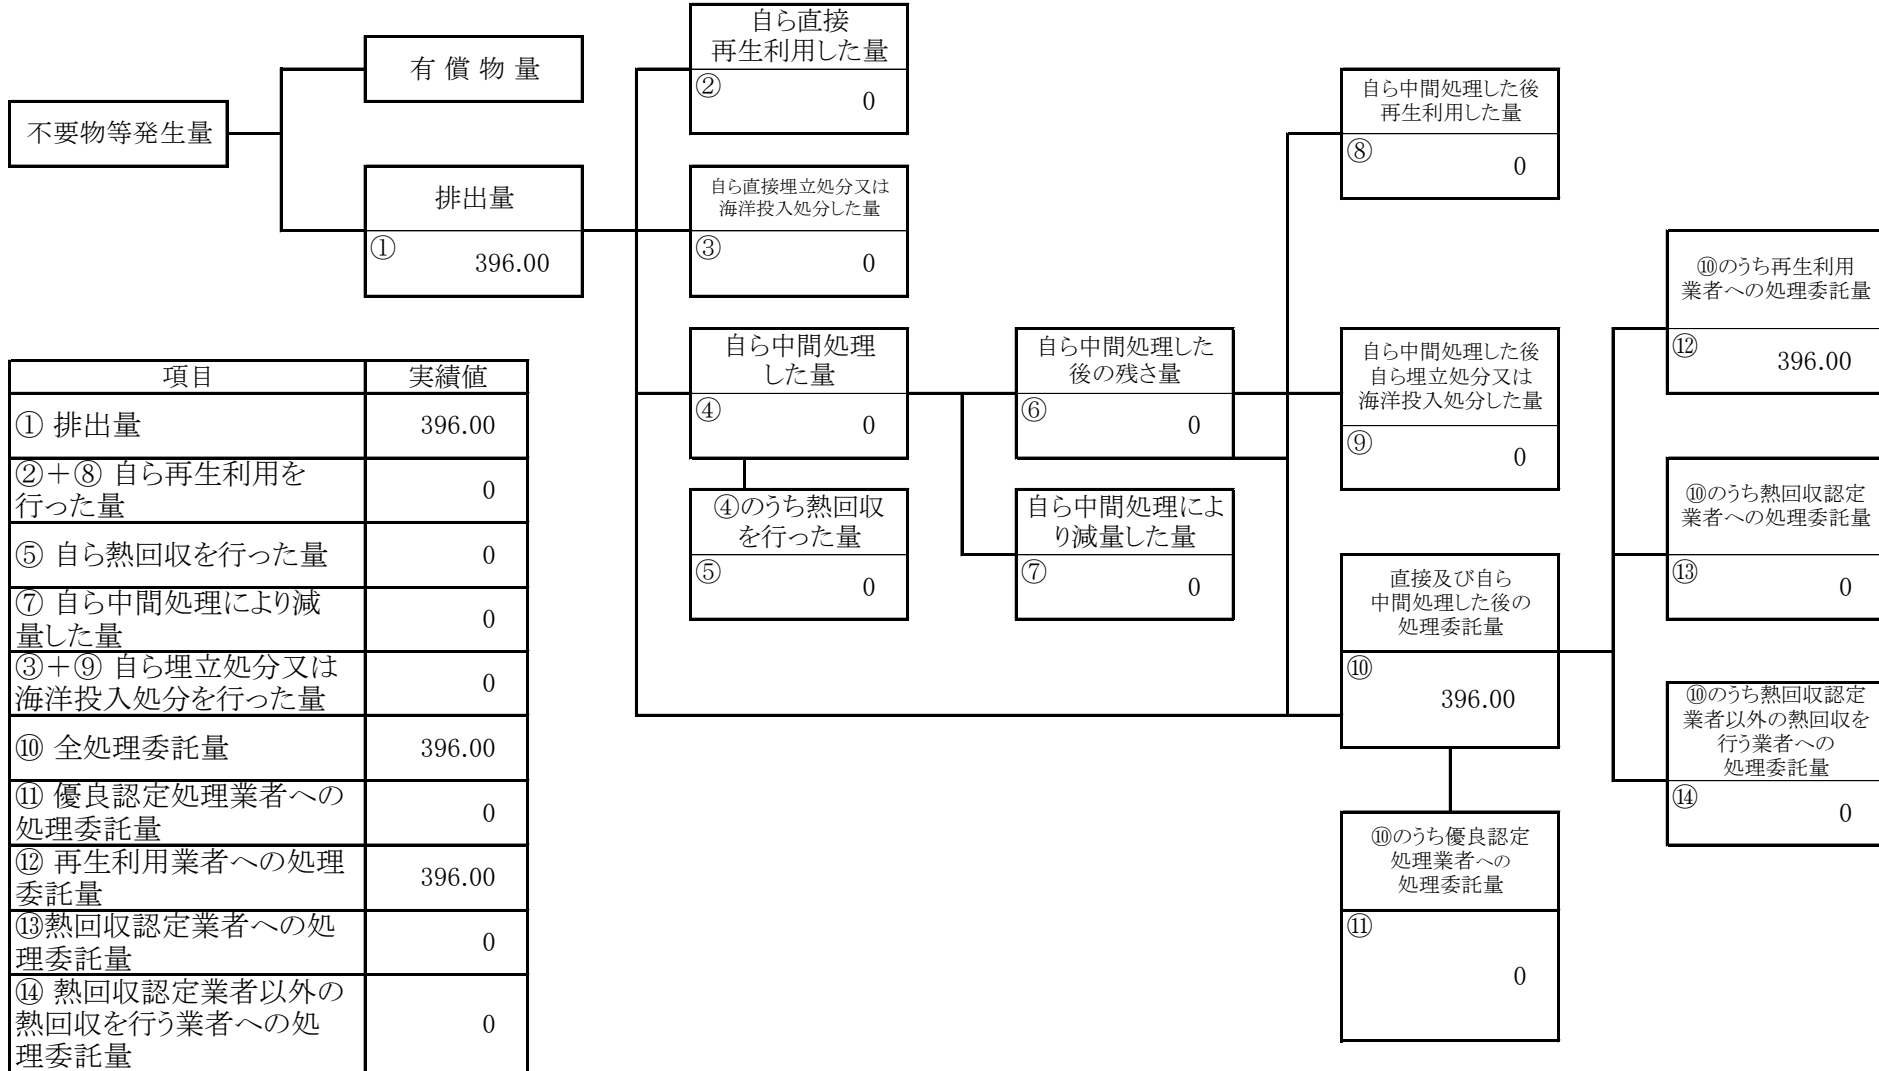 不要物等発生量
有 償 物 量
排出量
①
396.00
自ら直接
再生利用した量
②
0
自ら直接埋立処分又は
海洋投入処分した量
③
0
自ら中間処理
した量
④
0
④のうち熱回収
を行った量
⑤
0
自ら中間処理した
後の残さ量
⑥
0
自ら中間処理によ
り減量した量
⑦
0
自ら中間処理した後
再生利用した量
⑧
0
自ら中間処理した後
自ら埋立処分又は
海洋投入処分した量
⑨
0
直接及び自ら
中間処理した後の
処理委託量
⑩
396.00
⑩のうち優良認定
処理業者への
処理委託量
⑪
0
⑩のうち再生利用
業者への処理委託量
⑫
396.00
⑩のうち熱回収認定
業者への処理委託量
⑬
0
⑩のうち熱回収認定
業者以外の熱回収を
行う業者への
処理委託量
⑭
0
項目 実績値
① 排出量 396.00
②＋⑧ 自ら再生利用を
行った量 0
⑤ 自ら熱回収を行った量 0
⑦ 自ら中間処理により減
量した量 0
③＋⑨ 自ら埋立処分又は
海洋投入処分を行った量 0
⑩ 全処理委託量 396.00
⑪ 優良認定処理業者への
処理委託量 0
⑫ 再生利用業者への処理
委託量 396.00
⑬熱回収認定業者への処
理委託量 0
⑭ 熱回収認定業者以外の
熱回収を行う業者への処
理委託量 0